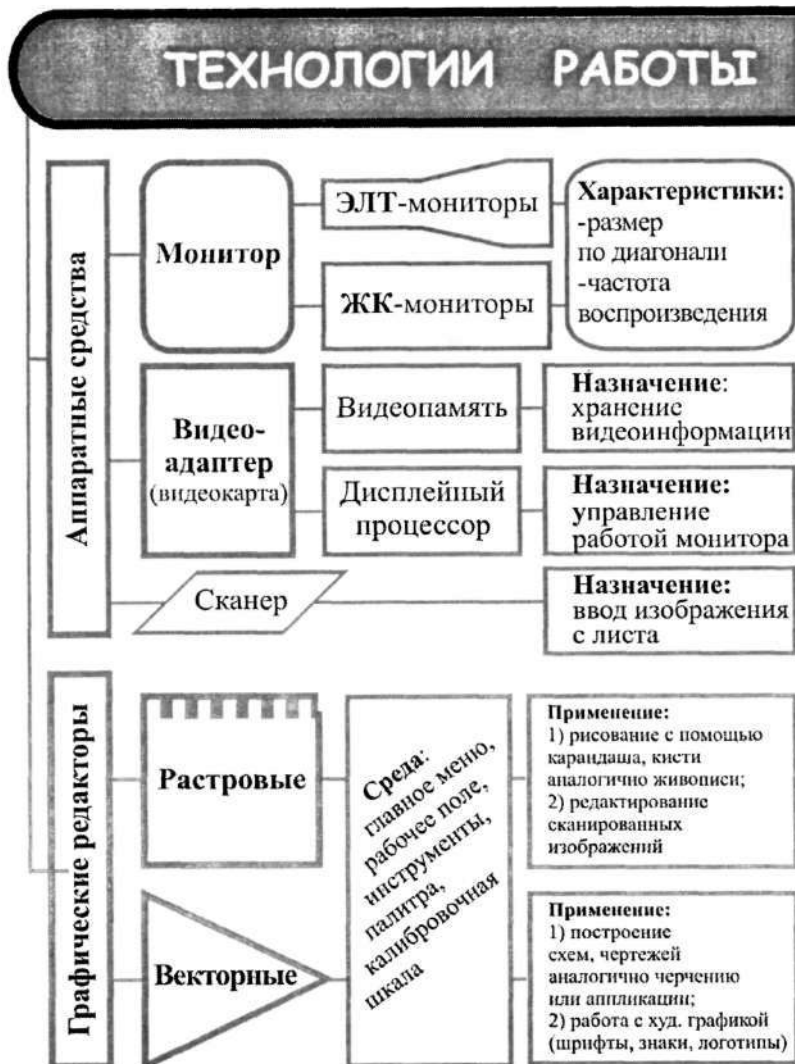 ТЕХНОЛОГИИ РАБОТЫ
Аппаратные средства
Монитор
ЭЛТ-мониторы
ЖК-мониторы
Характеристики:
-размер
по диагонали
-частота
воспроизведения
Видео-
адаптер
(видеокарта)
Видеопамять
Назначение:
хранение
видеоинформации
Дисплейный
процессор
Назначение:
управление
работой монитора
Сканер
Назначение:
ввод изображения
с листа
Графические редакторы
Растровые
Векторные
Среда:
главное меню,
рабочее поле,
инструменты,
палитра,
калибровочная
шкала
Применение:
1) рисование с помощью
карандаша, кисти
аналогично живописи;
2) редактирование
сканированных
изображений
Применение:
1) построение
схем, чертежей
аналогично черчению
или аппликации;
2) работа с худ. графикой
(шрифты, знаки, логотипы)